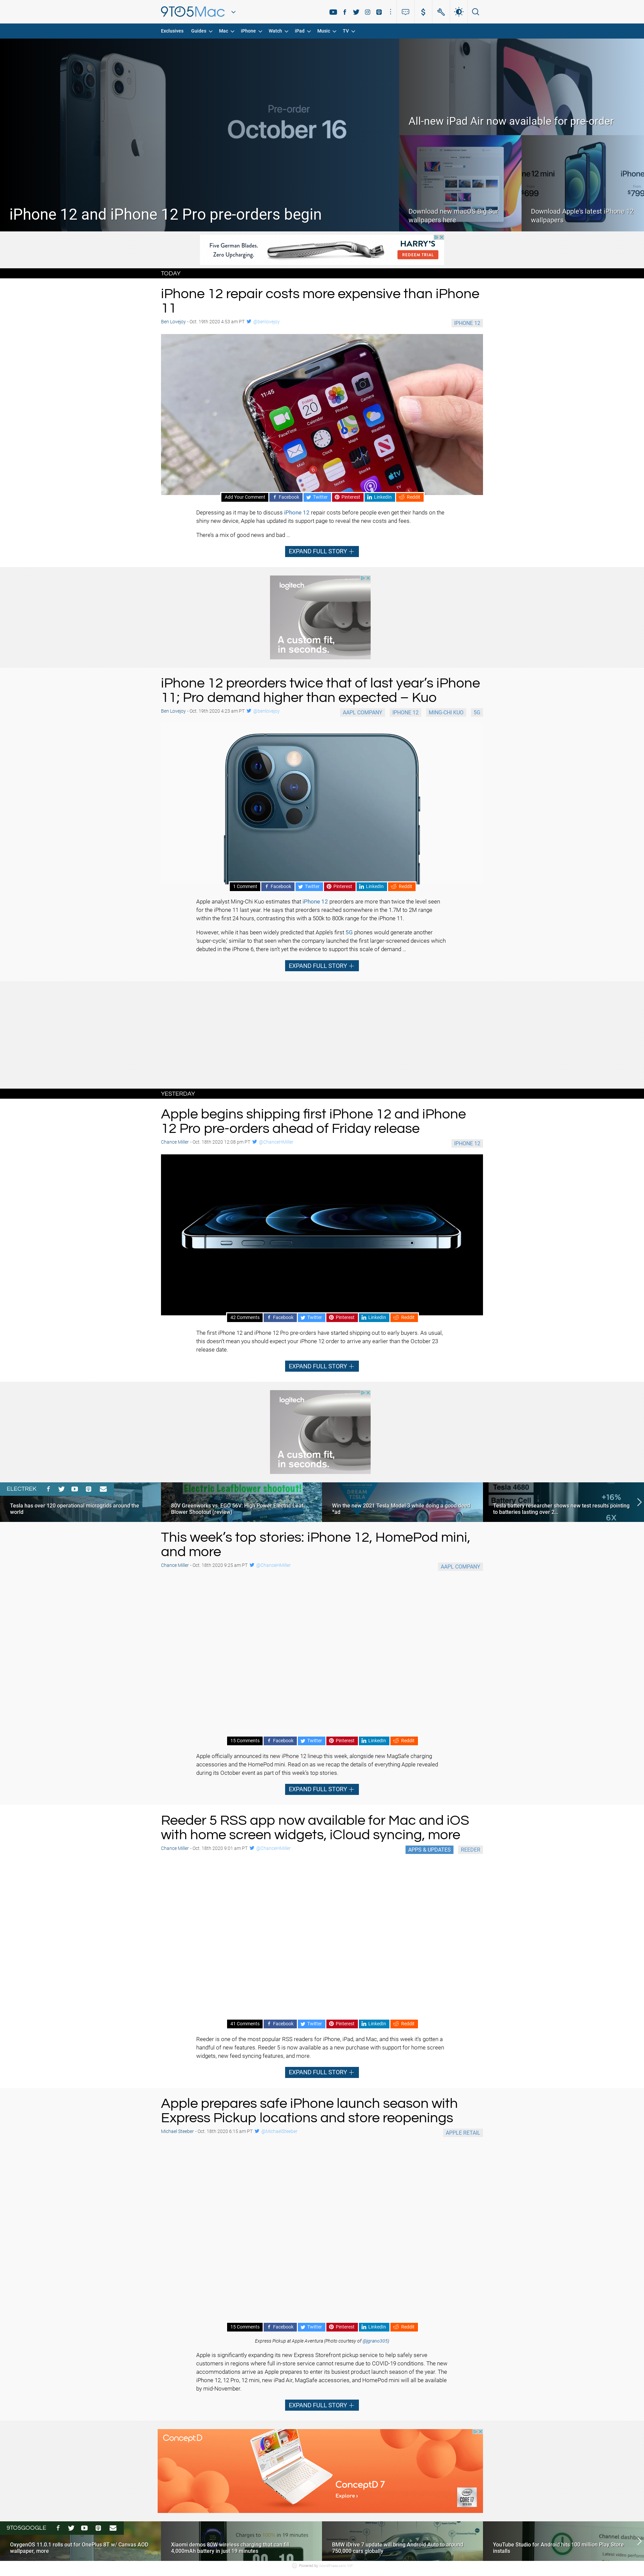 9TO5Mac
Exclusives Guides Mac iPhone Watch iPad Music TV
Pre-order
October 16
iPhone 12 and iPhone 12 Pro pre-orders begin
All-new iPad Air now available for pre-order
Download new macOS Big Sur wallpapers here
Download Apple's latest iPhone 12 wallpapers
Five German Blades.
Zero Upcharging.
HARRY'S
REDEEM TRIAL
TODAY
iPhone 12 repair costs more expensive than iPhone
11
Ben Lovejoy - Oct. 19th 2020 4:53 am PT @benlovejoy
IPHONE 12
Add Your Comment Facebook Twitter Pinterest LinkedIn Reddit
Depressing as it may be to discuss iPhone 12 repair costs before people even get their hands on the
shiny new device, Apple has updated its support page to reveal the new costs and fees.
There's a mix of good news and bad ...
EXPAND FULL STORY
logitech
A custom fit,
in seconds.
iPhone 12 preorders twice that of last year's iPhone
11; Pro demand higher than expected – Kuo
Ben Lovejoy - Oct. 19th 2020 4:23 am PT @benlovejoy
AAPL COMPANY IPHONE 12 MING-CHI KUO 5G
1 Comment Facebook Twitter Pinterest LinkedIn Reddit
Apple analyst Ming-Chi Kuo estimates that iPhone 12 preorders are more than twice the level seen
for the iPhone 11 last year. He says that preorders reached somewhere in the 1.7M to 2M range
within the first 24 hours, contrasting this with a 500k to 800k range for the iPhone 11.
However, while it has been widely predicted that Apple's first 5G phones would generate another
'super-cycle,' similar to that seen when the company launched the first larger-screened devices which
debuted in the iPhone 6, there isn't yet the evidence to support this scale of demand ...
EXPAND FULL STORY
YESTERDAY
Apple begins shipping first iPhone 12 and iPhone
12 Pro pre-orders ahead of Friday release
Chance Miller - Oct. 18th 2020 12:08 pm PT @ChanceHMiller
IPHONE 12
42 Comments Facebook Twitter Pinterest LinkedIn Reddit
The first iPhone 12 and iPhone 12 Pro pre-orders have started shipping out to early buyers. As usual,
this doesn't mean you should expect your iPhone 12 order to arrive any earlier than the October 23
release date.
EXPAND FULL STORY
logitech
A custom fit,
in seconds.
ELECTREK
Tesla has over 120 operational microgrids around the world
Electric Leafblower shootout!
80V Greenworks vs. EGO 56V: High Power Electric Leaf Blower Shootout (review)
Win the new 2021 Tesla Model 3 while doing a good deed *ad
Tesla 4680
Battery Cell
+16%
6X
Tesla battery researcher shows new test results pointing to batteries lasting over 2...
This week's top stories: iPhone 12, HomePod mini,
and more
Chance Miller - Oct. 18th 2020 9:25 am PT @ChanceHMiller
AAPL COMPANY
15 Comments Facebook Twitter Pinterest LinkedIn Reddit
Apple officially announced its new iPhone 12 lineup this week, alongside new MagSafe charging
accessories and the HomePod mini. Read on as we recap the details of everything Apple revealed
during its October event as part of this week's top stories.
EXPAND FULL STORY
Reeder 5 RSS app now available for Mac and iOS
with home screen widgets, iCloud syncing, more
Chance Miller - Oct. 18th 2020 9:01 am PT @ChanceHMiller
APPS & UPDATES REEDER
41 Comments Facebook Twitter Pinterest LinkedIn Reddit
Reeder is one of the most popular RSS readers for iPhone, iPad, and Mac, and this week it's gotten a
handful of new features. Reeder 5 is now available as a new purchase with support for home screen
widgets, new feed syncing features, and more.
EXPAND FULL STORY
Apple prepares safe iPhone launch season with
Express Pickup locations and store reopenings
Michael Steeber - Oct. 18th 2020 6:15 am PT @MichaelSteeber
APPLE RETAIL
15 Comments Facebook Twitter Pinterest LinkedIn Reddit
Express Pickup at Apple Aventura (Photo courtesy of @jigrano305)
Apple is significantly expanding its new Express Storefront pickup service to help safely serve
customers in regions where full in-store service cannot resume due to COVID-19 conditions. The new
accommodations arrive as Apple prepares to enter its busiest product launch season of the year. The
iPhone 12, 12 Pro, 12 mini, new iPad Air, MagSafe accessories, and HomePod mini will all be available
by mid-November.
EXPAND FULL STORY
ConceptD
ConceptD 7
Explore ›
CORE i7
9TO5GOOGLE
OxygenOS 11.0.1 rolls out for OnePlus 8T w/ Canvas AOD wallpaper, more
Xiaomi demos 80W wireless charging that can fill 4,000mAh battery in just 19 minutes
BMW iDrive 7 update will bring Android Auto to around 750,000 cars globally
YouTube Studio for Android hits 100 million Play Store installs